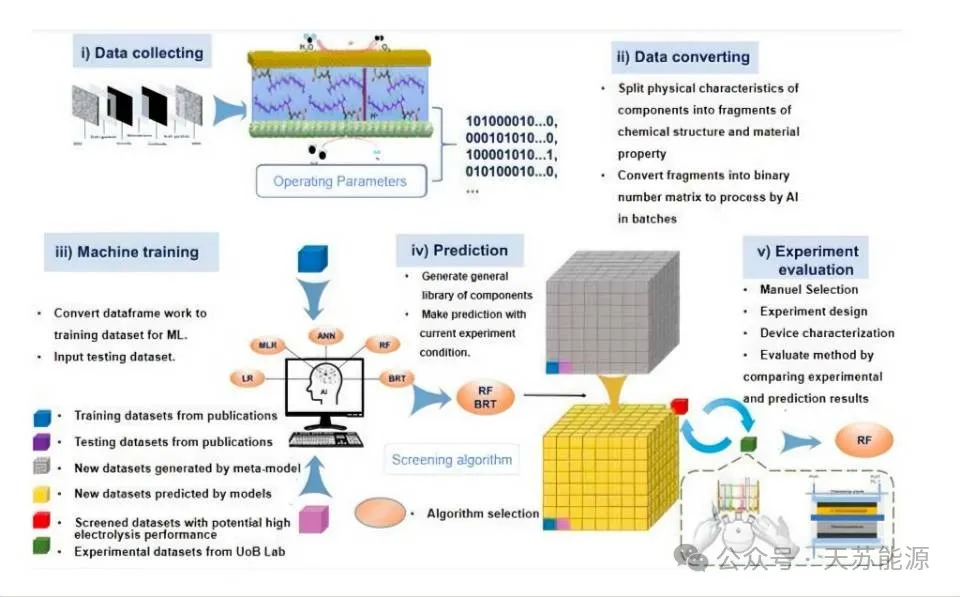 i) Data collecting
H₂O
O₂
H⁺
Operating Parameters
101000010...0,
000101010...0,
100001010...1,
010100010...0,
...
ii) Data converting
• Split physical characteristics of
components into fragments of
chemical structure and material
property
• Convert fragments into binary
number matrix to process by AI
in batches
iii) Machine training
• Convert dataframe work to
training dataset for ML.
• Input testing dataset.
LR
MLR
ANN
RF
BRT
AI
iv) Prediction
• Generate general
library of components
• Make prediction with
current experiment
condition.
RF
BRT
Screening algorithm
• Algorithm selection
v) Experiment
evaluation
• Manuel Selection
• Experiment design
• Device characterization
• Evaluate method by
comparing experimental
and prediction results
RF
• Training datasets from publications
• Testing datasets from publications
• New datasets generated by meta-model
• New datasets predicted by models
• Screened datasets with potential high
electrolysis performance
• Experimental datasets from UoB Lab
公众号 · 天苏能源